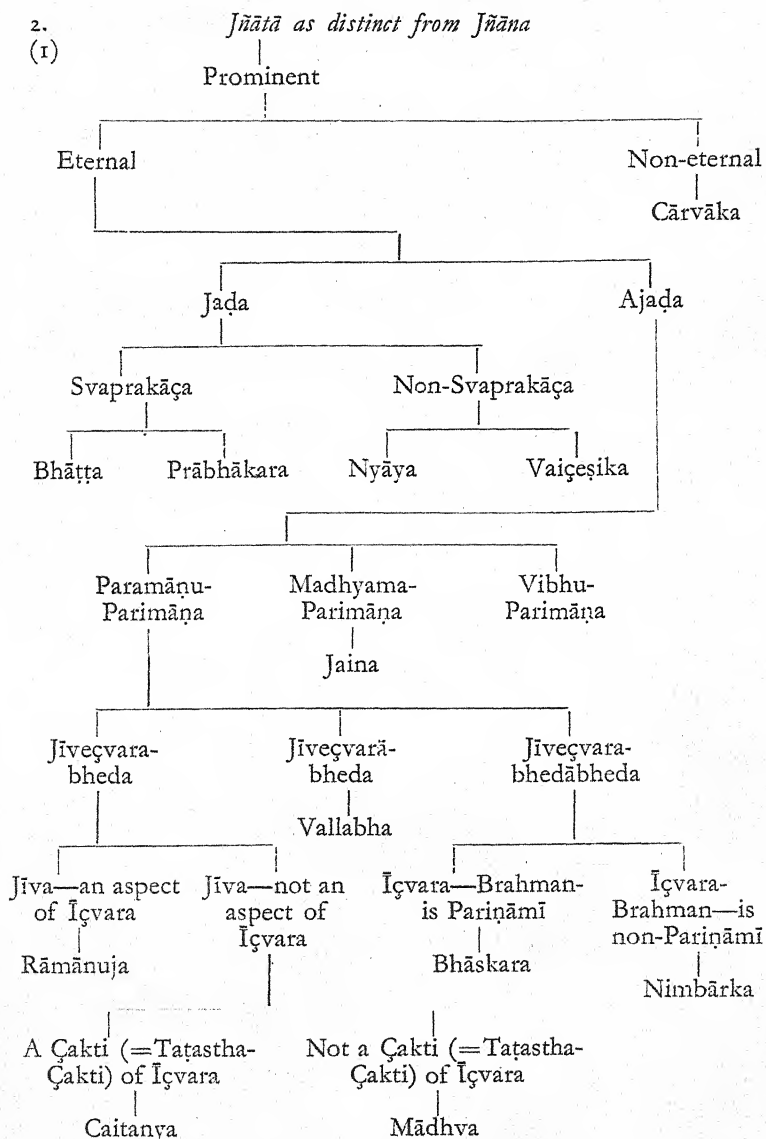 2. Jñātā as distinct from Jñāna
(1)
Prominent
Eternal Non-eternal
Cārvāka
Jaḍa Ajaḍa
Svaprakāça Non-Svaprakāça
Bhāṭṭa Prābhākara Nyāya Vaiçeṣika
Paramāṇu- Madhyama- Vibhu-
Parimāṇa Parimāṇa Parimāṇa
Jaina
Jīveçvara- Jīveçvarā- Jīveçvara-
bheda bheda bhedābheda
Vallabha
Jīva—an aspect Jīva—not an Īçvara—Brahman- Īçvara-
of Īçvara aspect of is Pariṇāmī Brahman—is
Īçvara non-Pariṇāmī
Rāmānuja Bhāskara
Nimbārka
A Çakti (=Taṭastha- Not a Çakti (=Taṭastha-
Çakti) of Īçvara Çakti) of Īçvara
Caitanya Mādhva